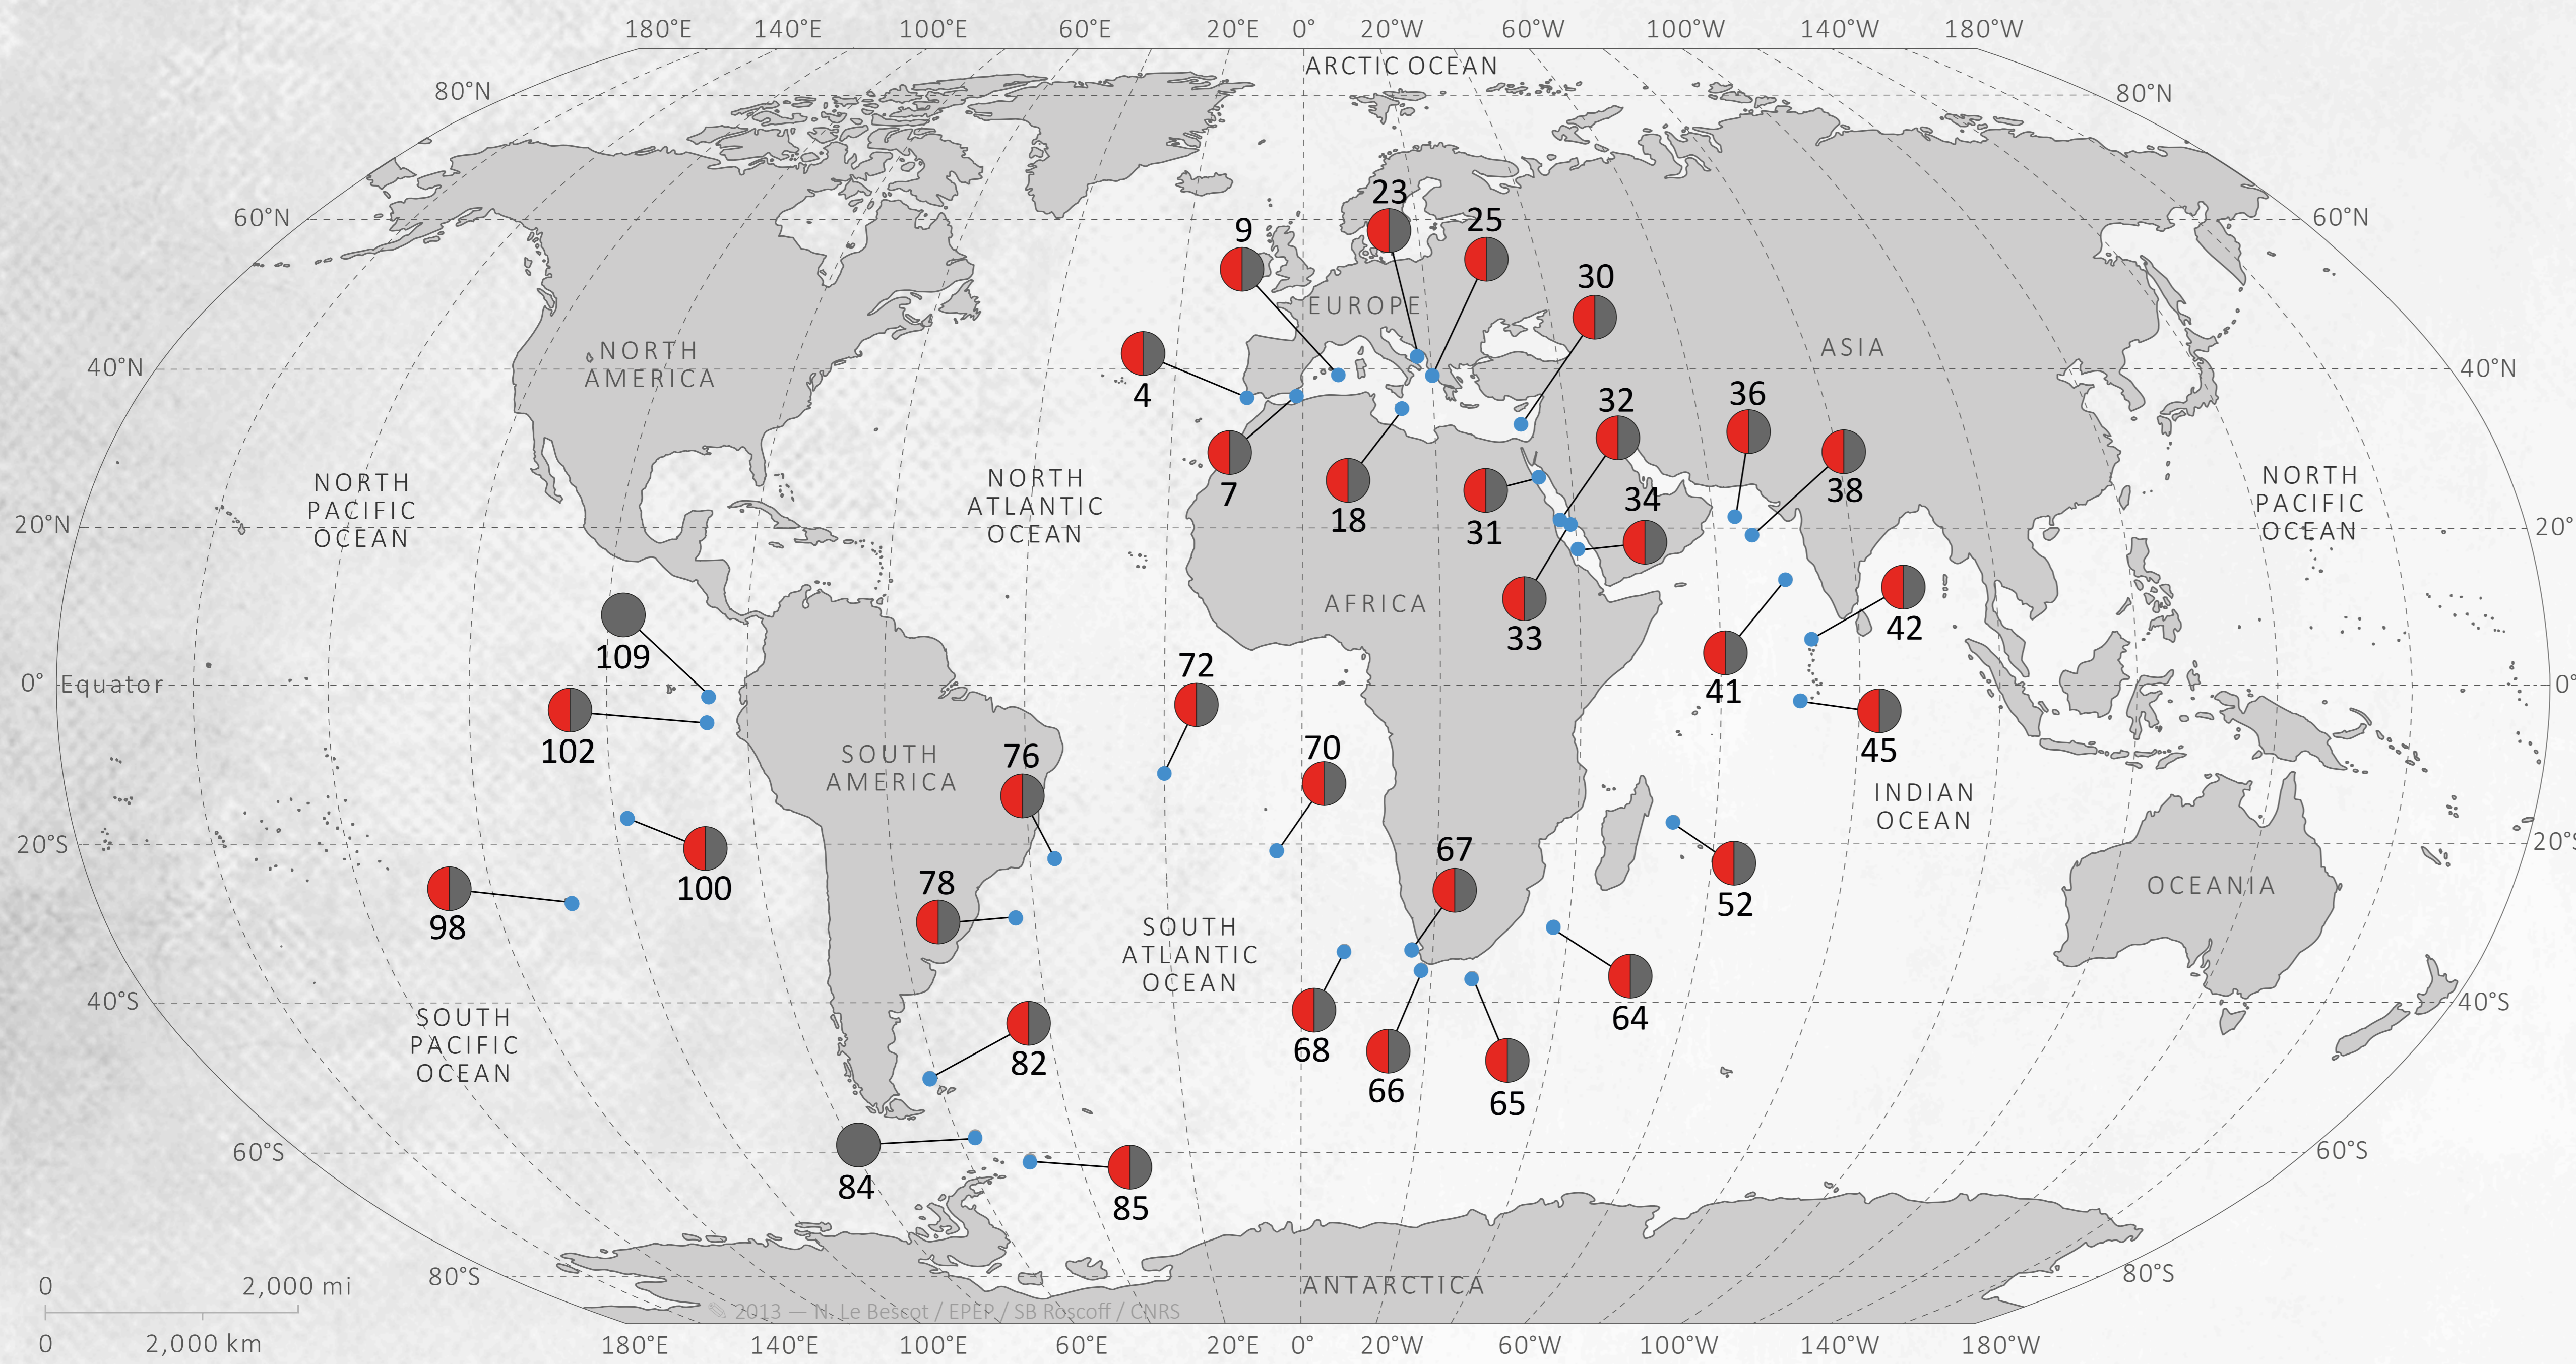 180°E 140°E 100°E 60°E 20°E 0° 20°W 60°W 100°W 140°W 180°W
ARCTIC OCEAN
80°N 80°N
60°N 60°N
23
9 25
30
EUROPE
NORTH
AMERICA
ASIA
40°N 40°N
4
32 36
NORTH
PACIFIC
OCEAN
NORTH
ATLANTIC
OCEAN
7 18 31 34 38
NORTH
PACIFIC
OCEAN
20°N 20°
AFRICA
33 42
109 72 41
0° Equator 0°
102 76 70 45
SOUTH
AMERICA
INDIAN
OCEAN
20°S 20°S
67
98 100 78 52
OCEANIA
SOUTH
ATLANTIC
OCEAN
40°S 40°S
SOUTH
PACIFIC
OCEAN
82 68 66 65 64
60°S 60°S
84 85
80°S 80°S
ANTARCTICA
0 2,000 mi
0 2,000 km
2013 — N. Le Bescot / EPEP / SB Roscoff / CNRS
180°E 140°E 100°E 60°E 20°E 0° 20°W 60°W 100°W 140°W 180°W